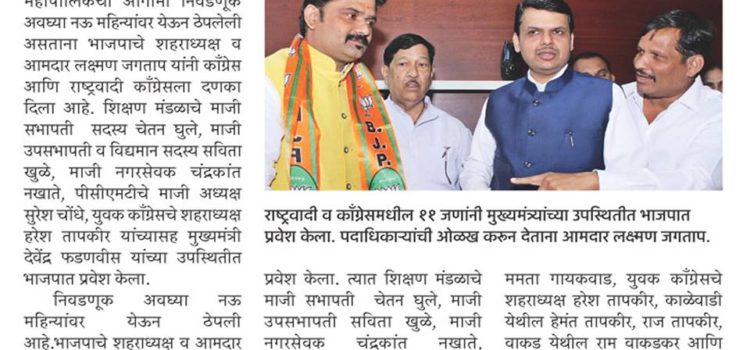 महापालिकेची आगामी निवडणूक
अवघ्या नऊ महिन्यांवर येऊन ठेपलेली
असताना भाजपाचे शहराध्यक्ष व
आमदार लक्ष्मण जगताप यांनी काँग्रेस
आणि राष्ट्रवादी काँग्रेसला दणका
दिला आहे. शिक्षण मंडळाचे माजी
सभापती सदस्य चेतन घुले, माजी
उपसभापती व विद्यमान सदस्य सविता
खुळे, माजी नगरसेवक चंद्रकांत
नखाते, पीसीएमटीचे माजी अध्यक्ष
सुरेश चोंधे, युवक काँग्रेसचे शहराध्यक्ष
हरेश तापकीर यांच्यासह मुख्यमंत्री
देवेंद्र फडणवीस यांच्या उपस्थितीत
भाजपात प्रवेश केला.
निवडणूक अवघ्या नऊ
महिन्यांवर येऊन ठेपली
आहे.भाजपाचे शहराध्यक्ष व आमदार
B.J.P.
राष्ट्रवादी व काँग्रेसमधील ११ जणांनी मुख्यमंत्र्यांच्या उपस्थितीत भाजपात
प्रवेश केला. पदाधिकाऱ्यांची ओळख करून देताना आमदार लक्ष्मण जगताप.
प्रवेश केला. त्यात शिक्षण मंडळाचे
माजी सभापती चेतन घुले, माजी
उपसभापती सविता खुळे, माजी
नगरसेवक चंद्रकांत नखाते,
ममता गायकवाड, युवक काँग्रेसचे
शहराध्यक्ष हरेश तापकीर, काळेवाडी
येथील हेमंत तापकीर, राज तापकीर,
वाकड येथील राम वाकडकर आणि